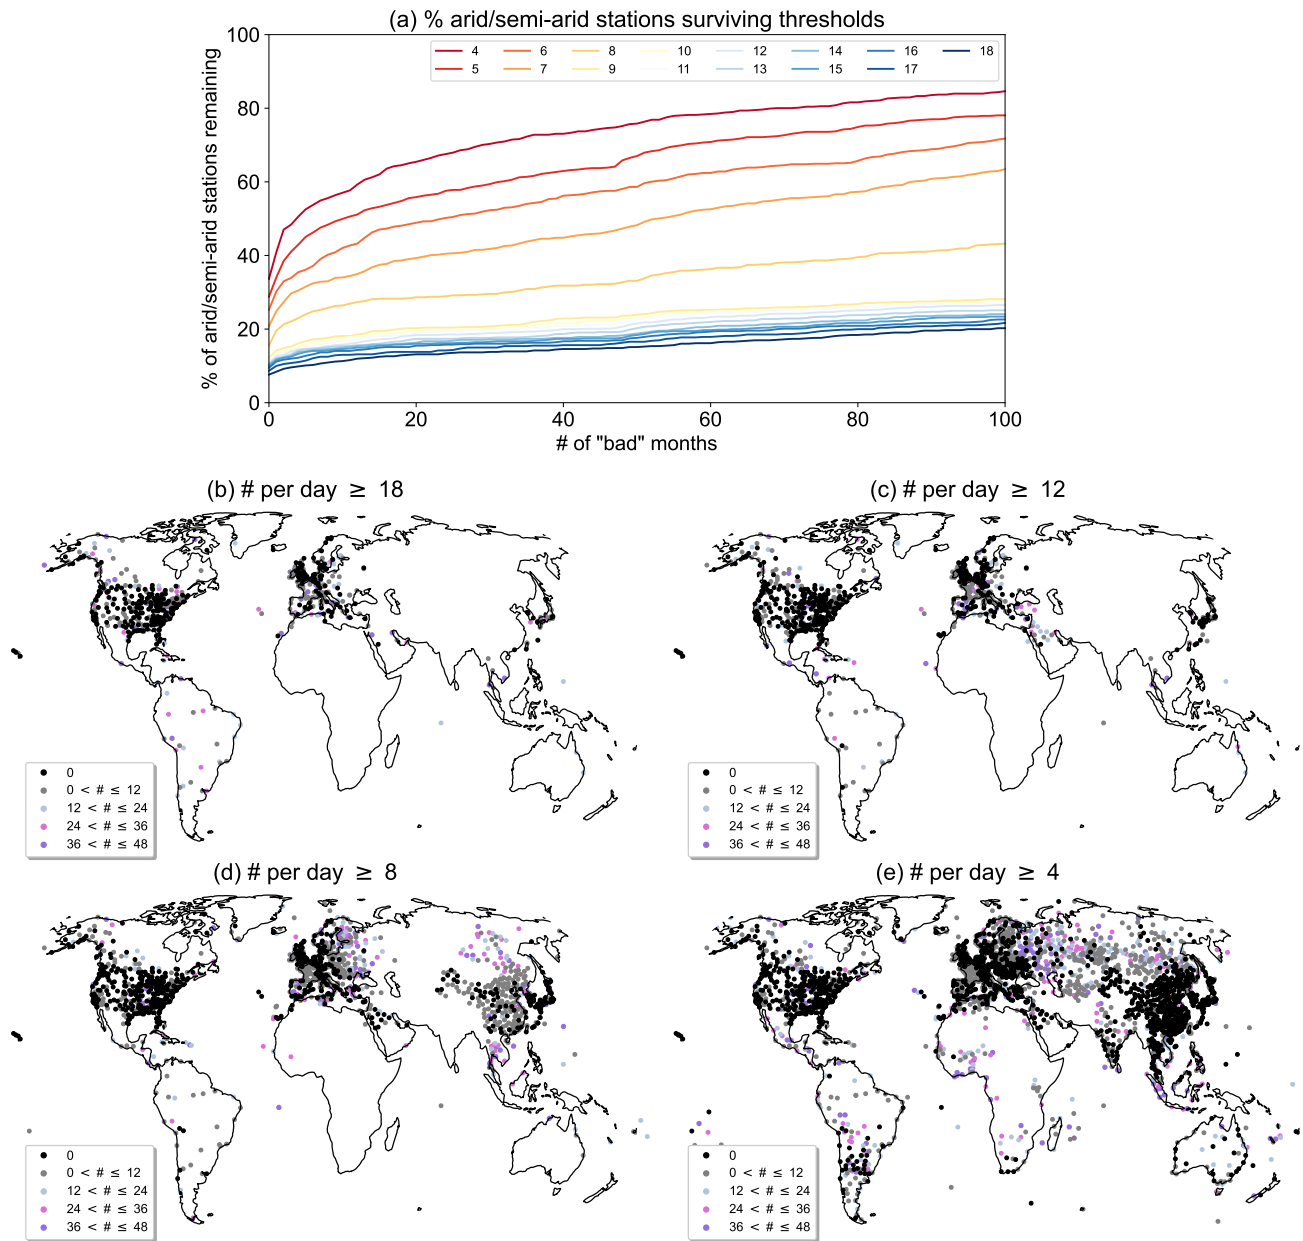 (a) % arid/semi-arid stations surviving thresholds
% of arid/semi-arid stations remaining
100
80
60
40
20
0
4 6 8 10 12 14 16 18
5 7 9 11 13 15 17
0 20 40 60 80 100
# of "bad" months
(b) # per day ≥ 18
0
0 < # ≤ 12
12 < # ≤ 24
24 < # ≤ 36
36 < # ≤ 48
(c) # per day ≥ 12
0
0 < # ≤ 12
12 < # ≤ 24
24 < # ≤ 36
36 < # ≤ 48
(d) # per day ≥ 8
0
0 < # ≤ 12
12 < # ≤ 24
24 < # ≤ 36
36 < # ≤ 48
(e) # per day ≥ 4
0
0 < # ≤ 12
12 < # ≤ 24
24 < # ≤ 36
36 < # ≤ 48